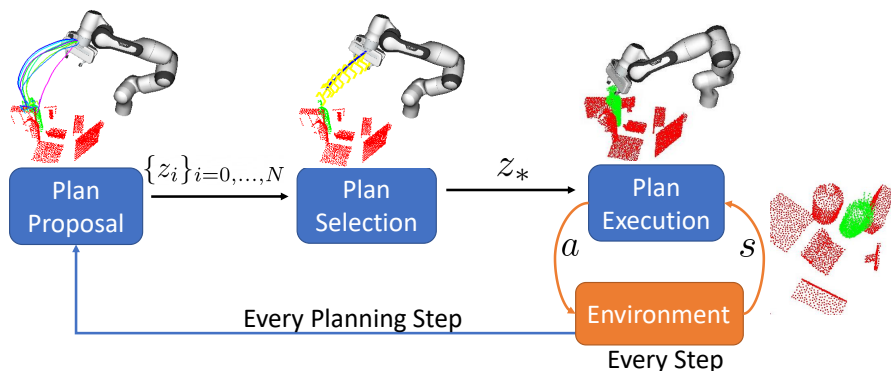 Plan
Proposal
{z_i}_{i=0,...,N}
Plan
Selection
z_*
Plan
Execution
a
s
Environment
Every Planning Step
Every Step